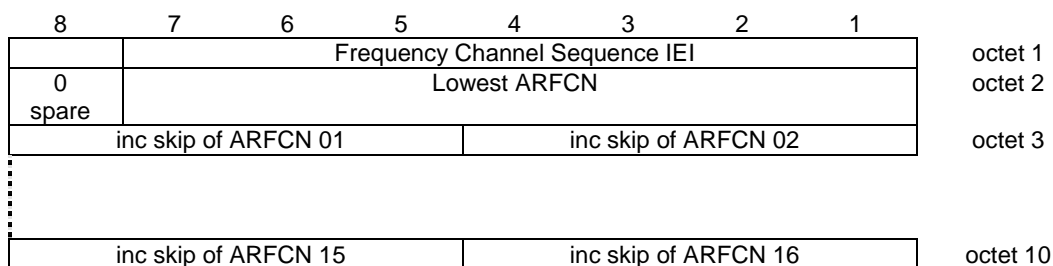 8 7 6 5 4 3 2 1
Frequency Channel Sequence IEI octet 1
0 Lowest ARFCN octet 2
spare
inc skip of ARFCN 01 inc skip of ARFCN 02 octet 3
inc skip of ARFCN 15 inc skip of ARFCN 16 octet 10